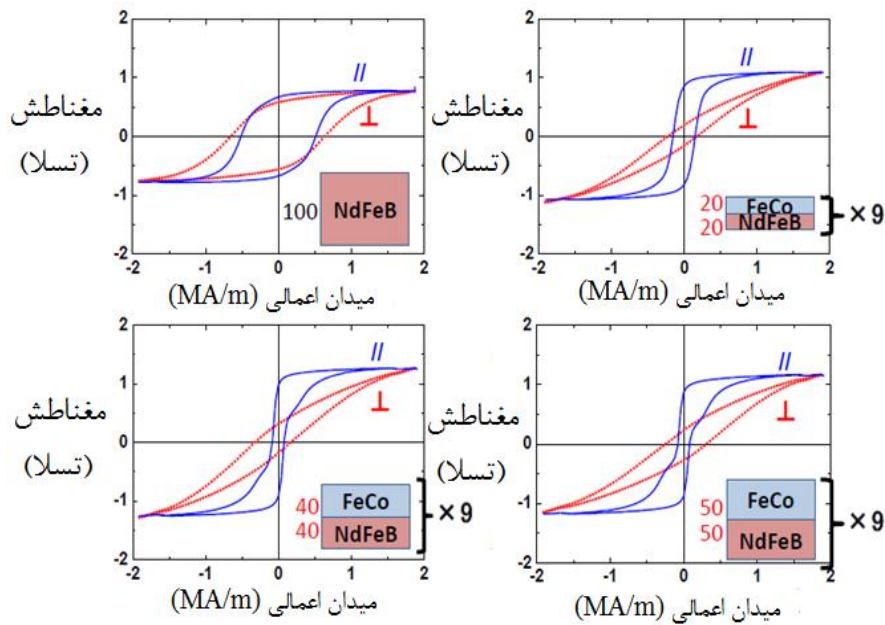 2
1
0
-1
-2
-2 -1 0 1 2
مغناطش
(تسلا)
//
⊥
100 NdFeB
میدان اعمالی (MA/m)
2
1
0
-1
-2
-2 -1 0 1 2
مغناطش
(تسلا)
//
⊥
20 FeCo
20 NdFeB
×9
میدان اعمالی (MA/m)
2
1
0
-1
-2
-2 -1 0 1 2
مغناطش
(تسلا)
//
⊥
40 FeCo
40 NdFeB
×9
میدان اعمالی (MA/m)
2
1
0
-1
-2
-2 -1 0 1 2
مغناطش
(تسلا)
//
⊥
50 FeCo
50 NdFeB
×9
میدان اعمالی (MA/m)